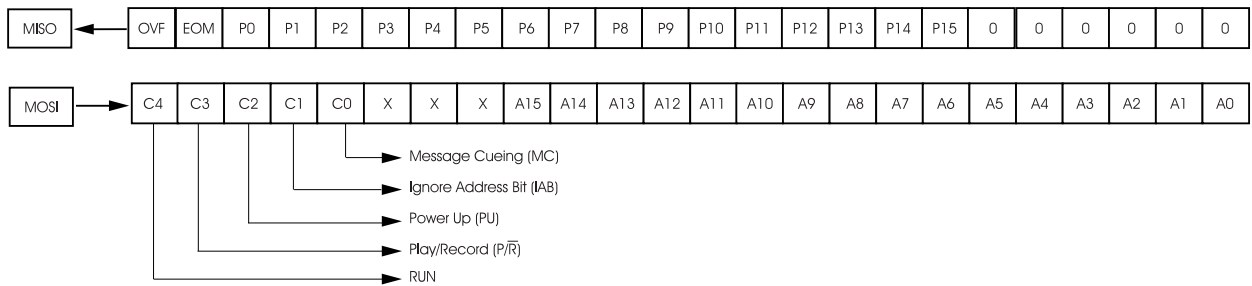 MISO OVF EOM P0 P1 P2 P3 P4 P5 P6 P7 P8 P9 P10 P11 P12 P13 P14 P15 0 0 0 0 0 0
MOSI C4 C3 C2 C1 C0 X X X A15 A14 A13 A12 A11 A10 A9 A8 A7 A6 A5 A4 A3 A2 A1 A0
Message Cueing (MC)
Ignore Address Bit (IAB)
Power Up (PU)
Play/Record (P/R̅)
RUN